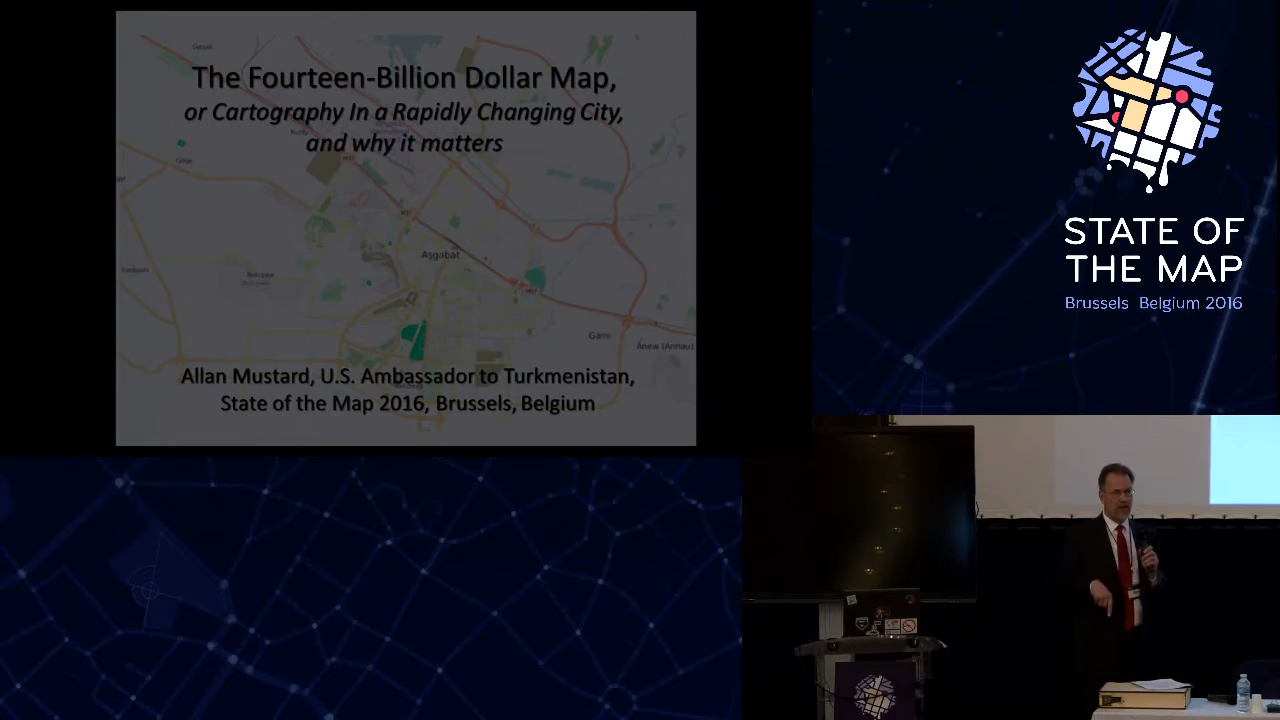 The Fourteen-Billion Dollar Map,
or Cartography In a Rapidly Changing City,
and why it matters
Aşgabat
Gämi
Änew (Annau)
Allan Mustard, U.S. Ambassador to Turkmenistan,
State of the Map 2016, Brussels, Belgium
STATE OF
THE MAP
Brussels Belgium 2016